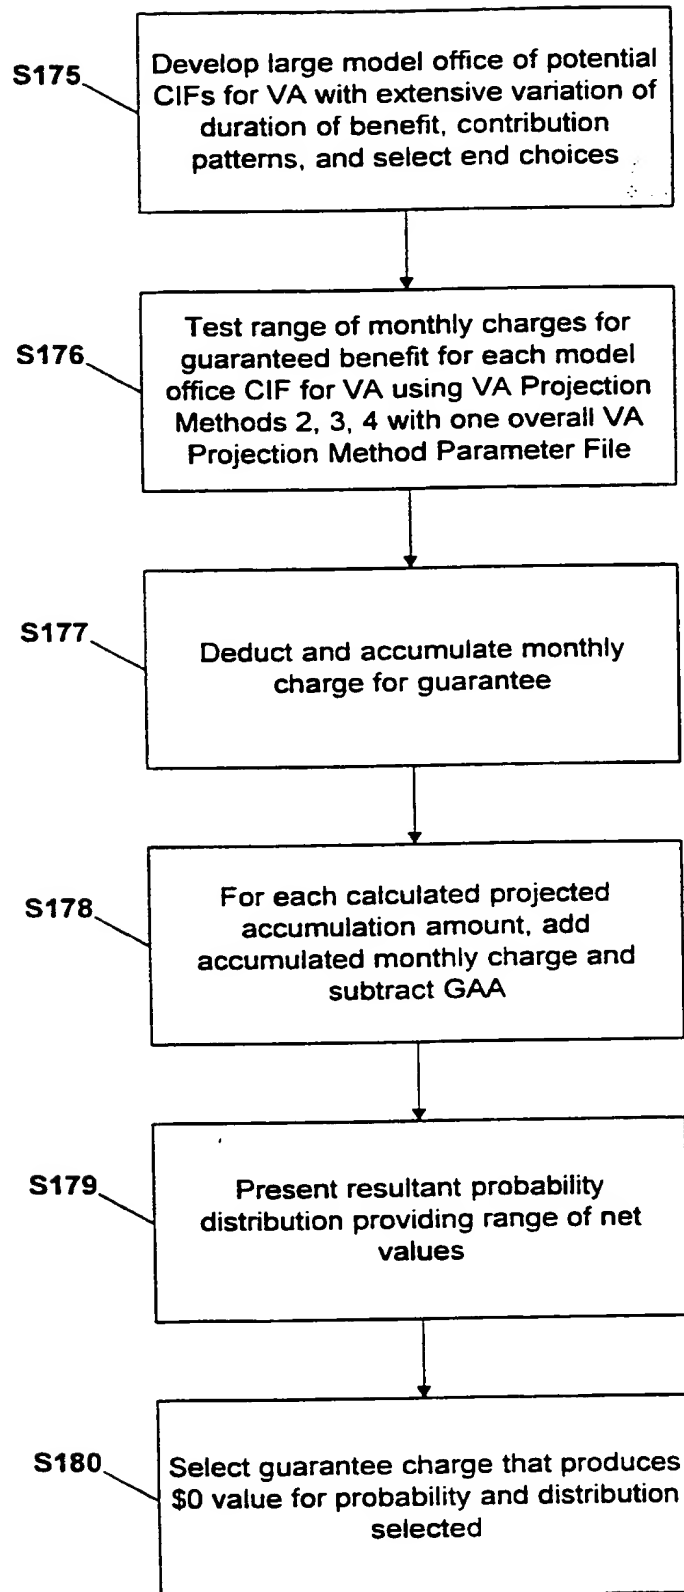 S175
Develop large model office of potential
CIFs for VA with extensive variation of
duration of benefit, contribution
patterns, and select end choices
S176
Test range of monthly charges for
guaranteed benefit for each model
office CIF for VA using VA Projection
Methods 2, 3, 4 with one overall VA
Projection Method Parameter File
S177
Deduct and accumulate monthly
charge for guarantee
S178
For each calculated projected
accumulation amount, add
accumulated monthly charge and
subtract GAA
S179
Present resultant probability
distribution providing range of net
values
S180
Select guarantee charge that produces
$0 value for probability and distribution
selected